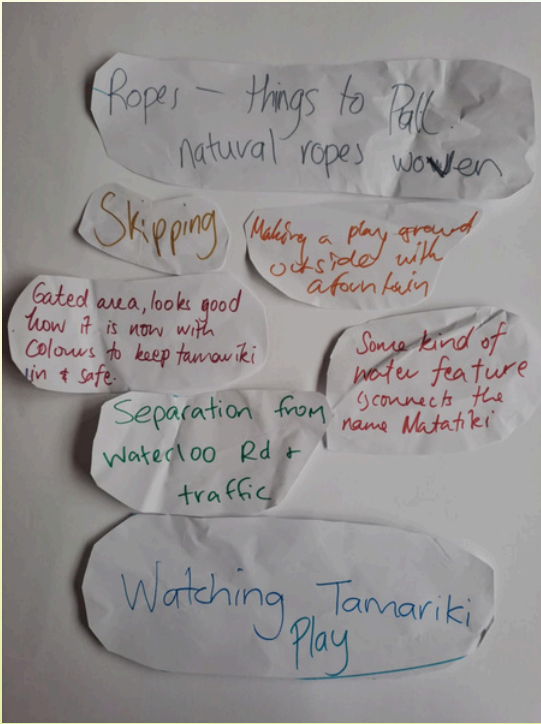 Ropes — things to Pull.
natural ropes woven
Skipping
Making a play ground
outside with
a fountain
Gated area, looks good
how it is now with
colours to keep tamariki
in & safe.
Some kind of
water feature
connects the
name Matatiki
Separation from
Waterloo Rd +
traffic
Watching Tamariki
Play